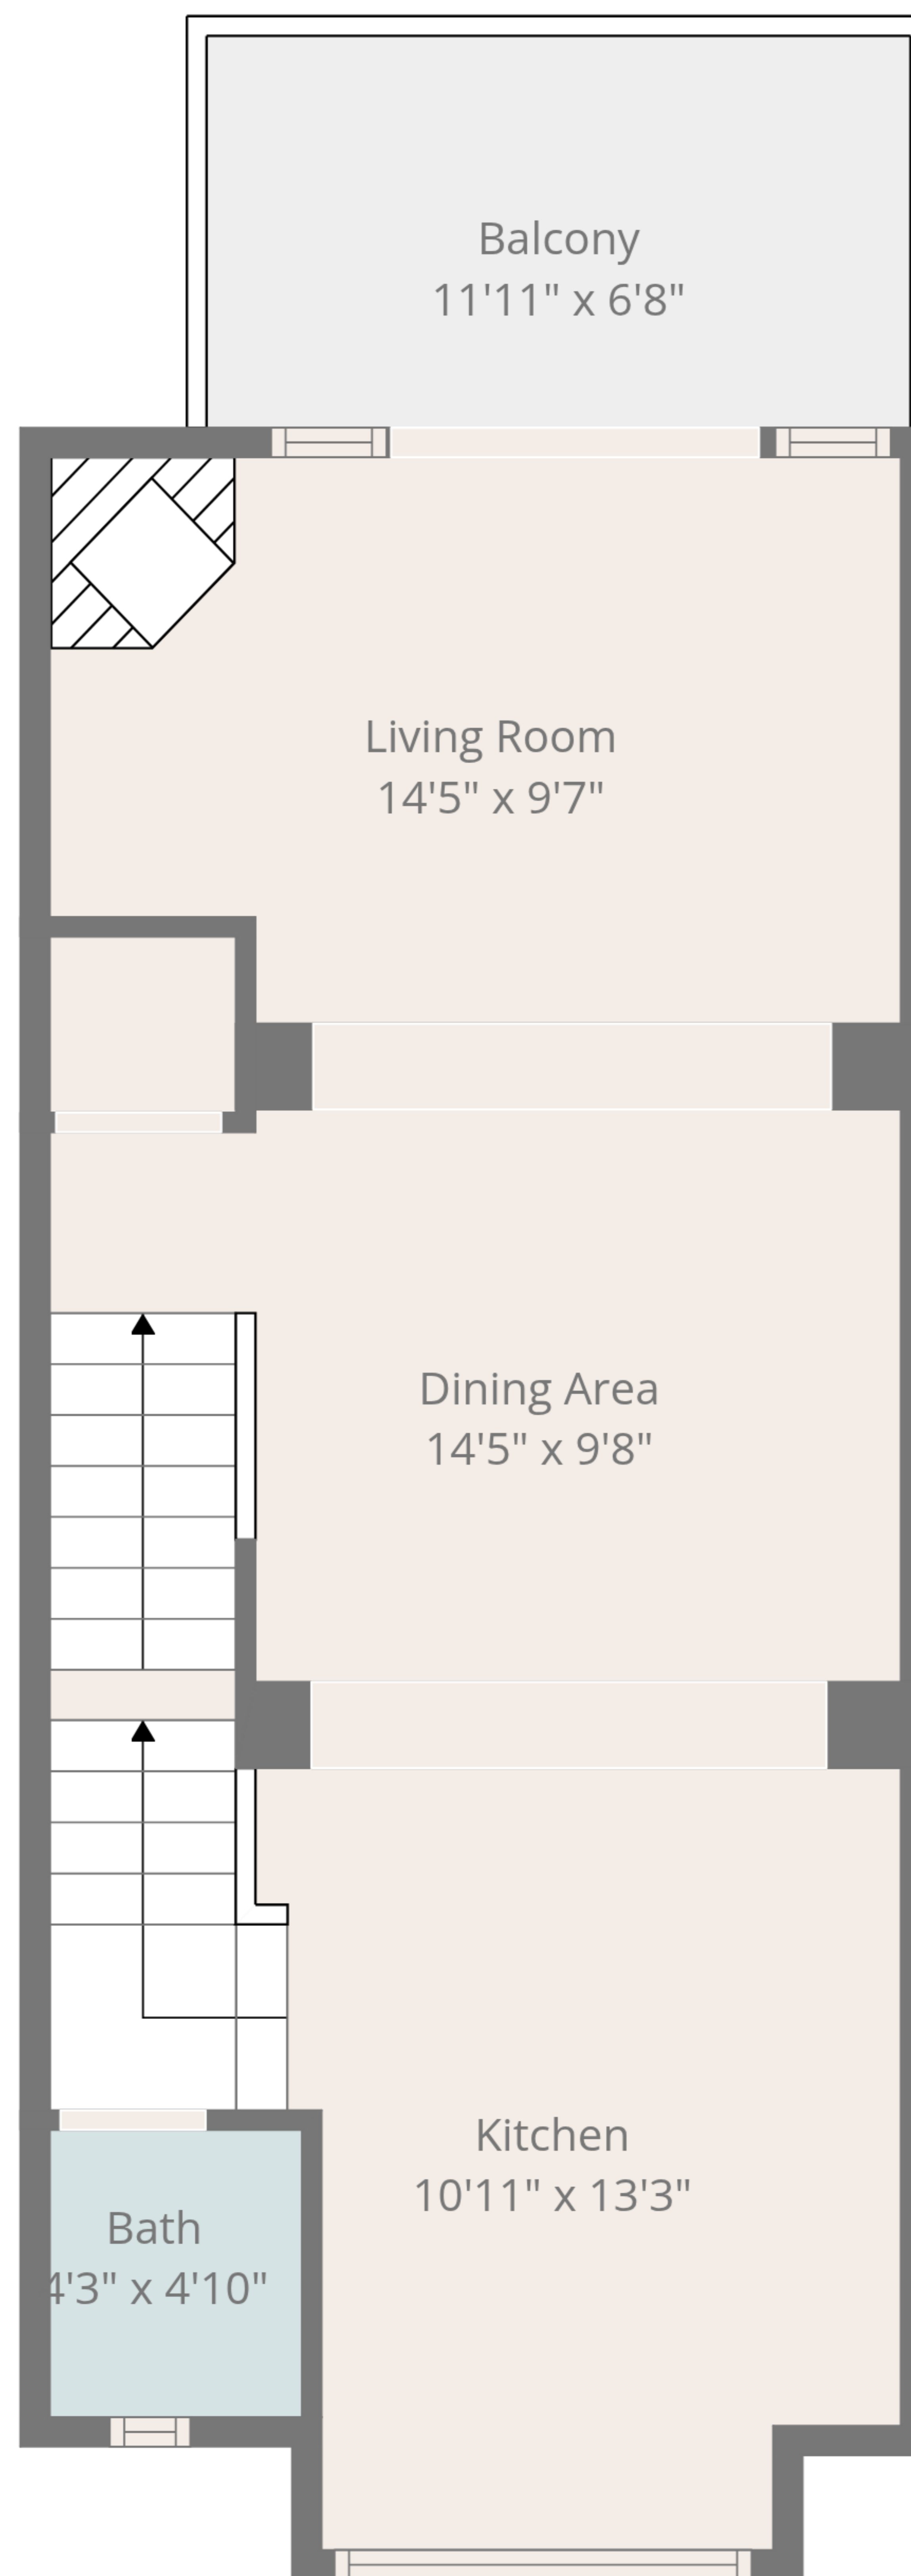 Balcony
11'11" x 6'8"
Living Room
14'5" x 9'7"
Dining Area
14'5" x 9'8"
Kitchen
10'11" x 13'3"
Bath
4'3" x 4'10"